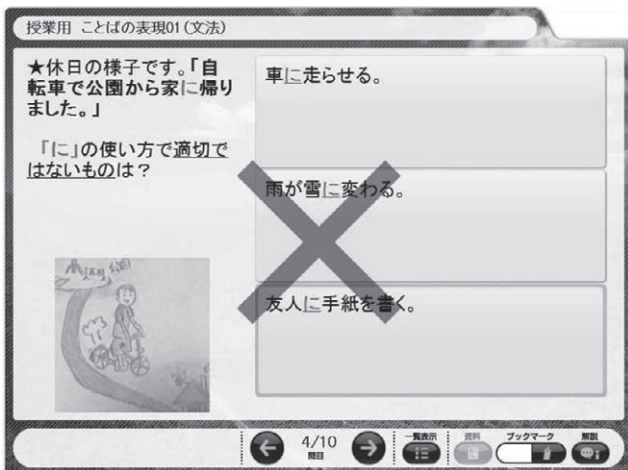 授業用 ことばの表現01（文法）
★休日の様子です。「自
転車で公園から家に帰り
ました。」
「に」の使い方で適切で
はないものは？
車に走らせる。
雨が雪に変わる。
友人に手紙を書く。
公園
4/10
問目
一覧表示
資料
ブックマーク
解説